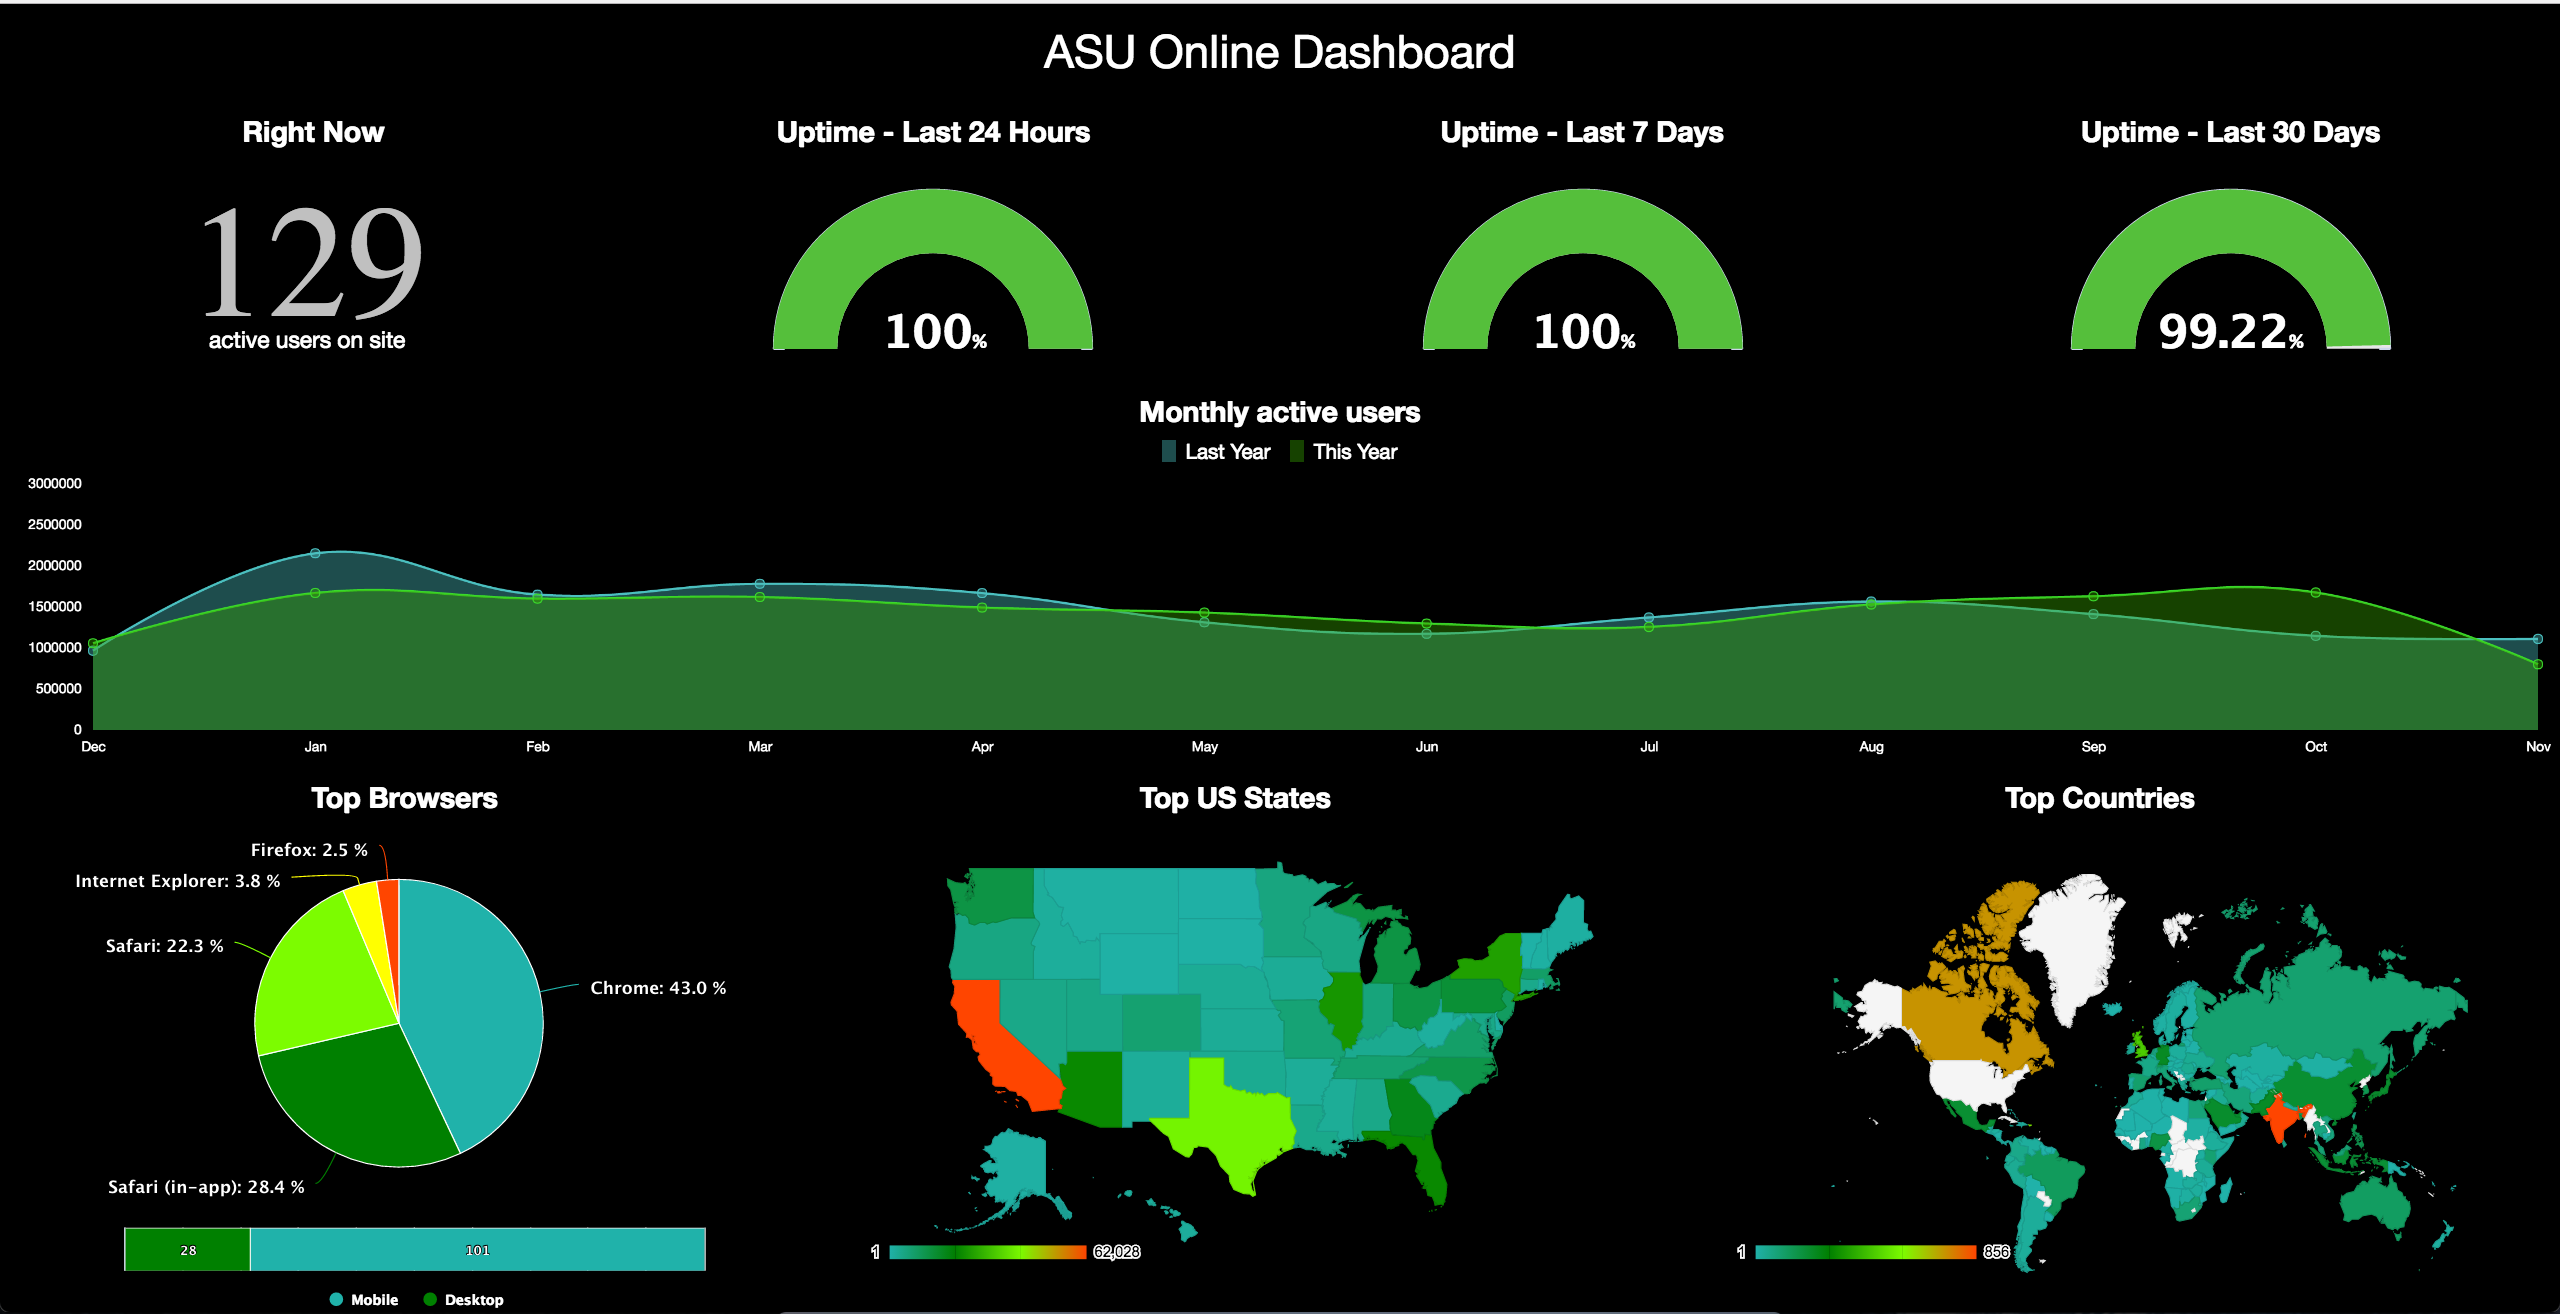 ASU Online Dashboard
Right Now
129
active users on site
Uptime - Last 24 Hours
100%
Uptime - Last 7 Days
100%
Uptime - Last 30 Days
99.22%
Monthly active users
Last Year
This Year
3000000
2500000
2000000
1500000
1000000
500000
0
Dec
Jan
Feb
Mar
Apr
May
Jun
Jul
Aug
Sep
Oct
Nov
Top Browsers
Firefox: 2.5 %
Internet Explorer: 3.8 %
Safari: 22.3 %
Chrome: 43.0 %
Safari (in-app): 28.4 %
28
101
Mobile
Desktop
Top US States
1
62,028
Top Countries
1
856